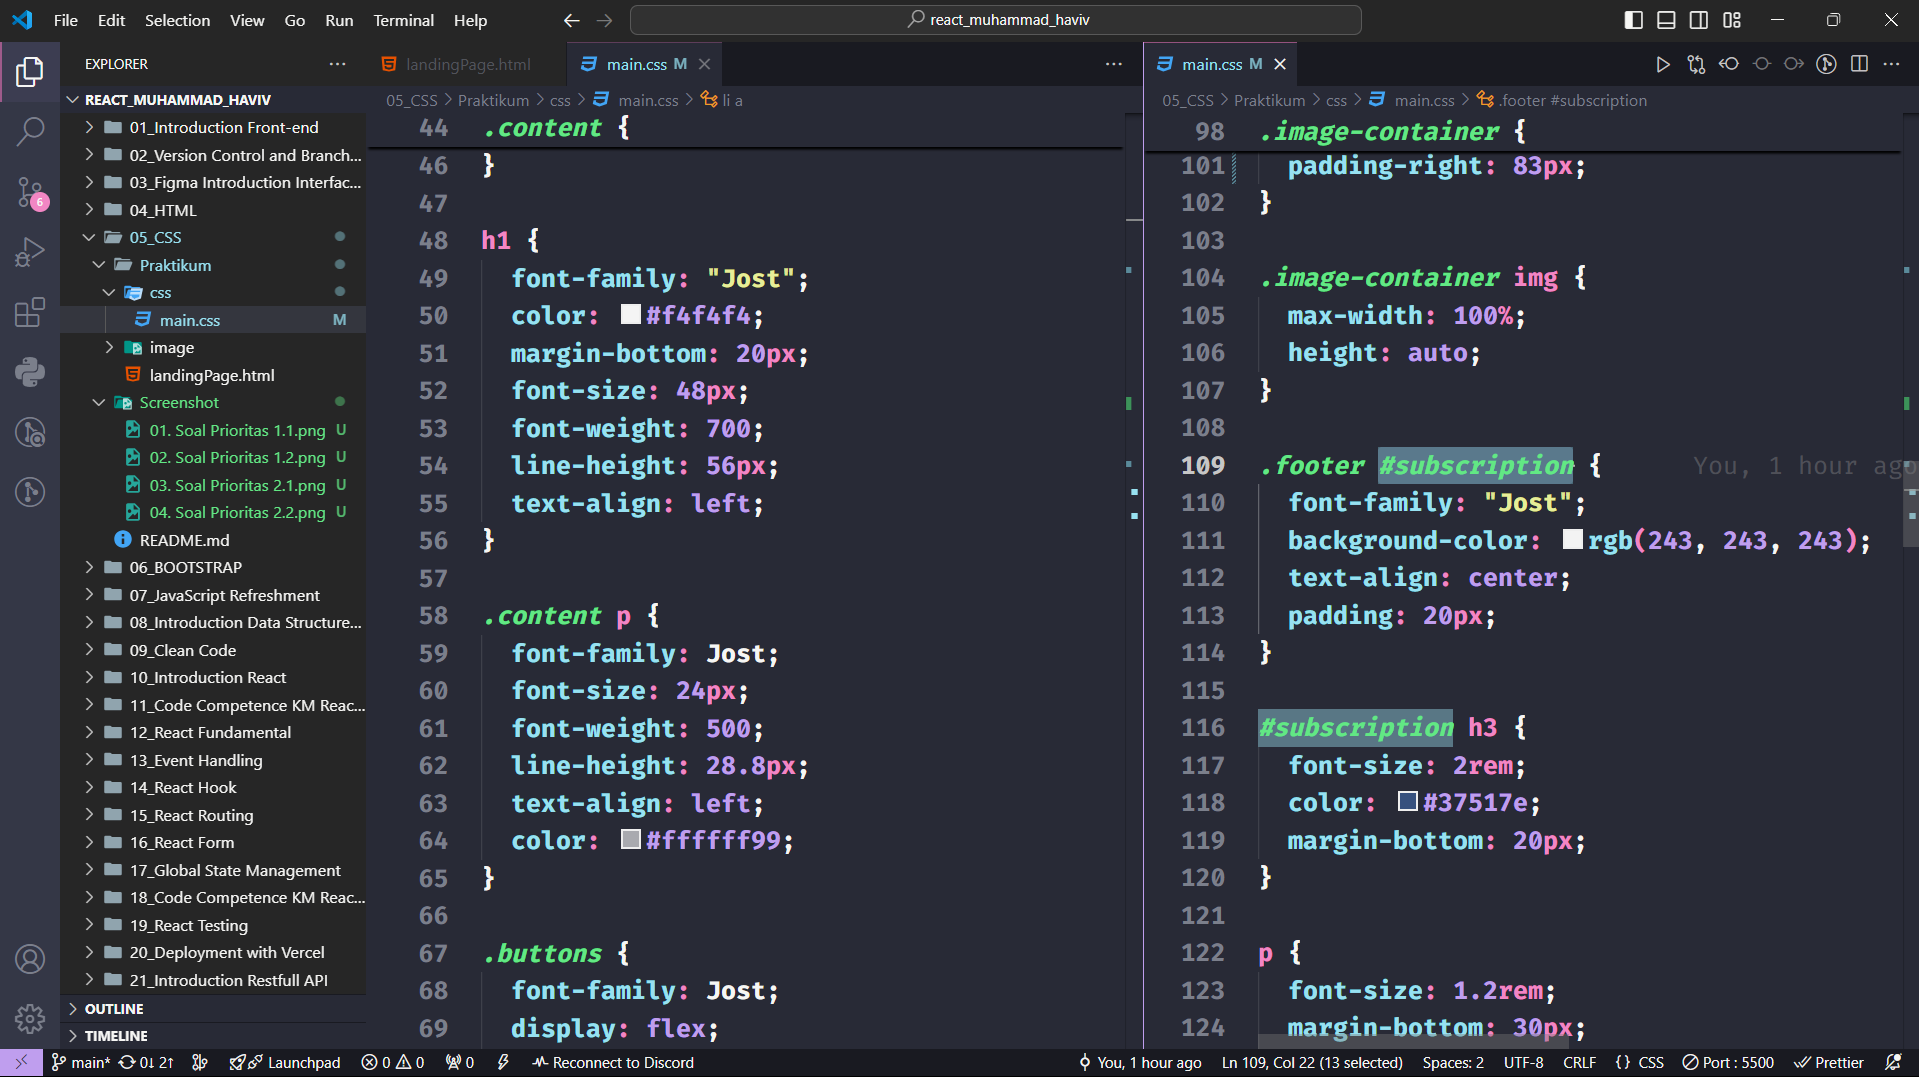 File Edit Selection View Go Run Terminal Help
react_muhammad_haviv
EXPLORER
REACT_MUHAMMAD_HAVIV
01_Introduction Front-end
02_Version Control and Branch...
03_Figma Introduction Interfac...
04_HTML
05_CSS
Praktikum
css
main.css M
image
landingPage.html
Screenshot
01. Soal Prioritas 1.1.png U
02. Soal Prioritas 1.2.png U
03. Soal Prioritas 2.1.png U
04. Soal Prioritas 2.2.png U
README.md
06_BOOTSTRAP
07_JavaScript Refreshment
08_Introduction Data Structure...
09_Clean Code
10_Introduction React
11_Code Competence KM Reac...
12_React Fundamental
13_Event Handling
14_React Hook
15_React Routing
16_React Form
17_Global State Management
18_Code Competence KM Reac...
19_React Testing
20_Deployment with Vercel
21_Introduction Restfull API
OUTLINE
TIMELINE
6
landingPage.html main.css M
05_CSS > Praktikum > css > main.css > li a
44 .content {
46 }
47
48 h1 {
49 font-family: "Jost";
50 color: #f4f4f4;
51 margin-bottom: 20px;
52 font-size: 48px;
53 font-weight: 700;
54 line-height: 56px;
55 text-align: left;
56 }
57
58 .content p {
59 font-family: Jost;
60 font-size: 24px;
61 font-weight: 500;
62 line-height: 28.8px;
63 text-align: left;
64 color: #ffffff99;
65 }
66
67 .buttons {
68 font-family: Jost;
69 display: flex;
main.css M
05_CSS > Praktikum > css > main.css > .footer #subscription
98 .image-container {
101 padding-right: 83px;
102 }
103
104 .image-container img {
105 max-width: 100%;
106 height: auto;
107 }
108
109 .footer #subscription { You, 1 hour ago
110 font-family: "Jost";
111 background-color: rgb(243, 243, 243);
112 text-align: center;
113 padding: 20px;
114 }
115
116 #subscription h3 {
117 font-size: 2rem;
118 color: #37517e;
119 margin-bottom: 20px;
120 }
121
122 p {
123 font-size: 1.2rem;
124 margin-bottom: 30px;
main* 0↓ 2↑ Launchpad 0 0 0 Reconnect to Discord You, 1 hour ago Ln 109, Col 22 (13 selected) Spaces: 2 UTF-8 CRLF {} CSS Port : 5500 Prettier